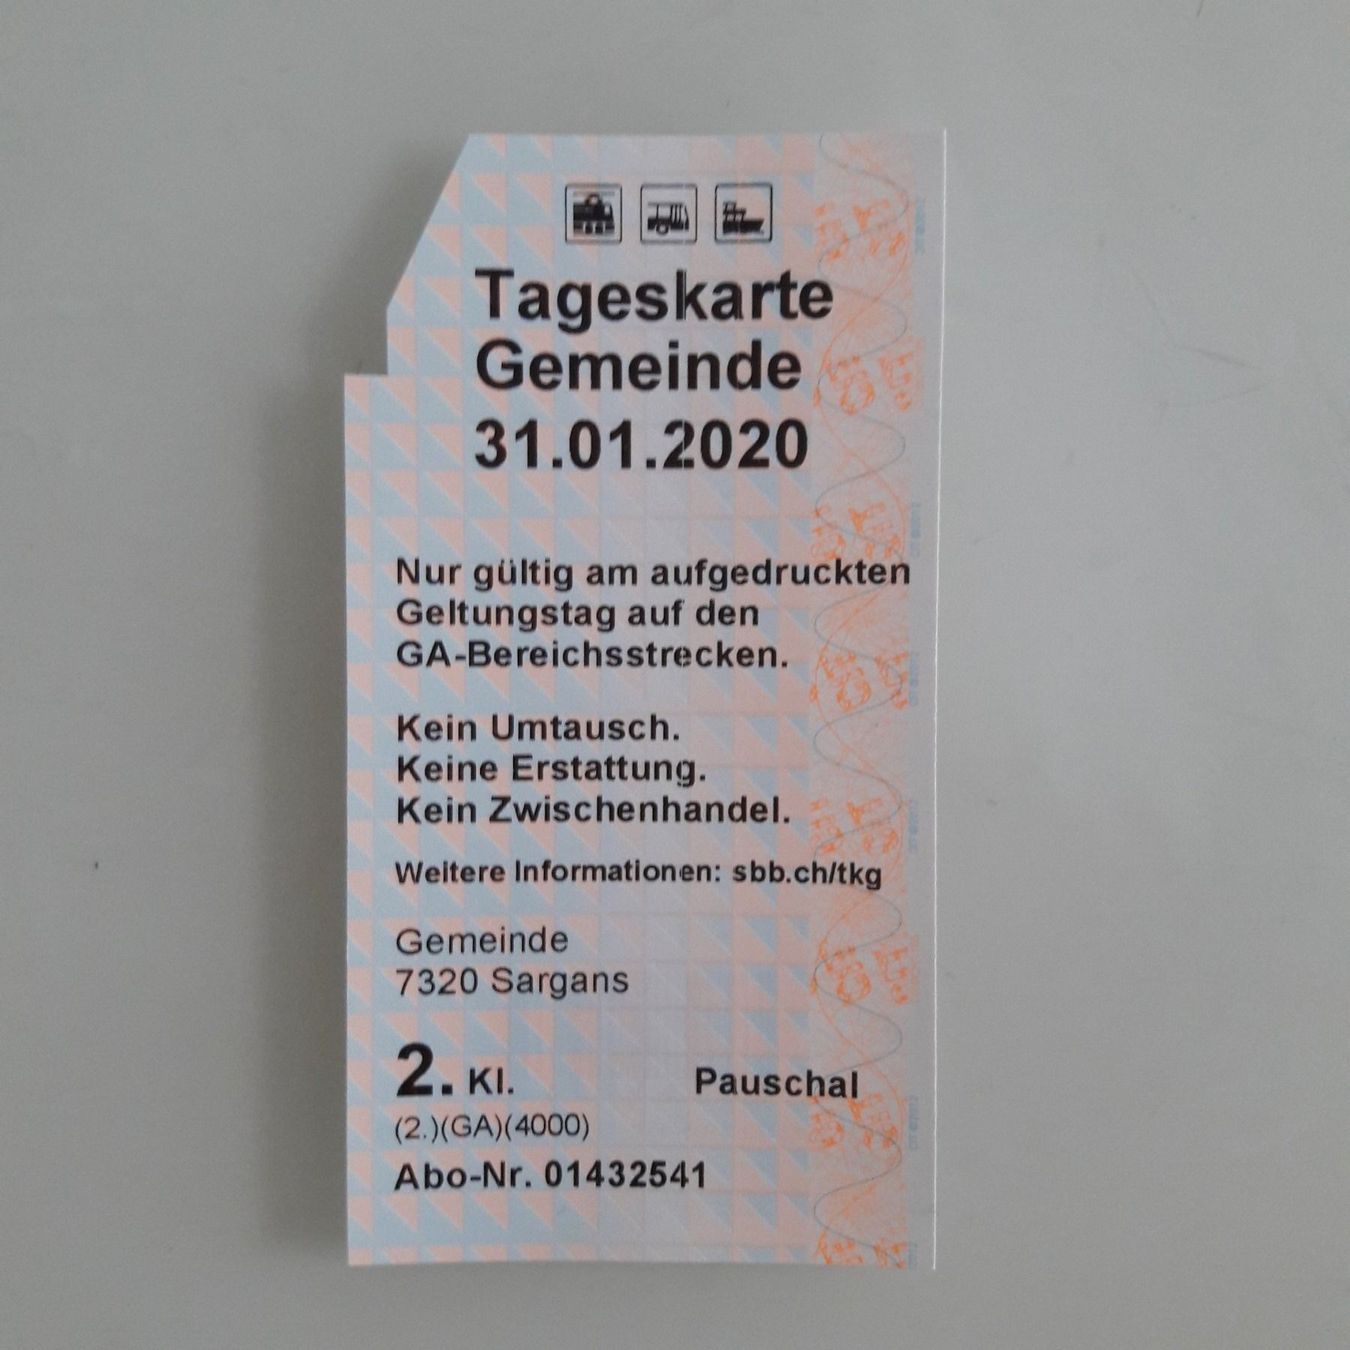 Tageskarte
Gemeinde
31.01.2020
Nur gültig am aufgedruckten
Geltungstag auf den
GA-Bereichsstrecken.
Kein Umtausch.
Keine Erstattung.
Kein Zwischenhandel.
Weitere Informationen: sbb.ch/tkg
Gemeinde
7320 Sargans
2. Kl. Pauschal
(2.)(GA)(4000)
Abo-Nr. 01432541